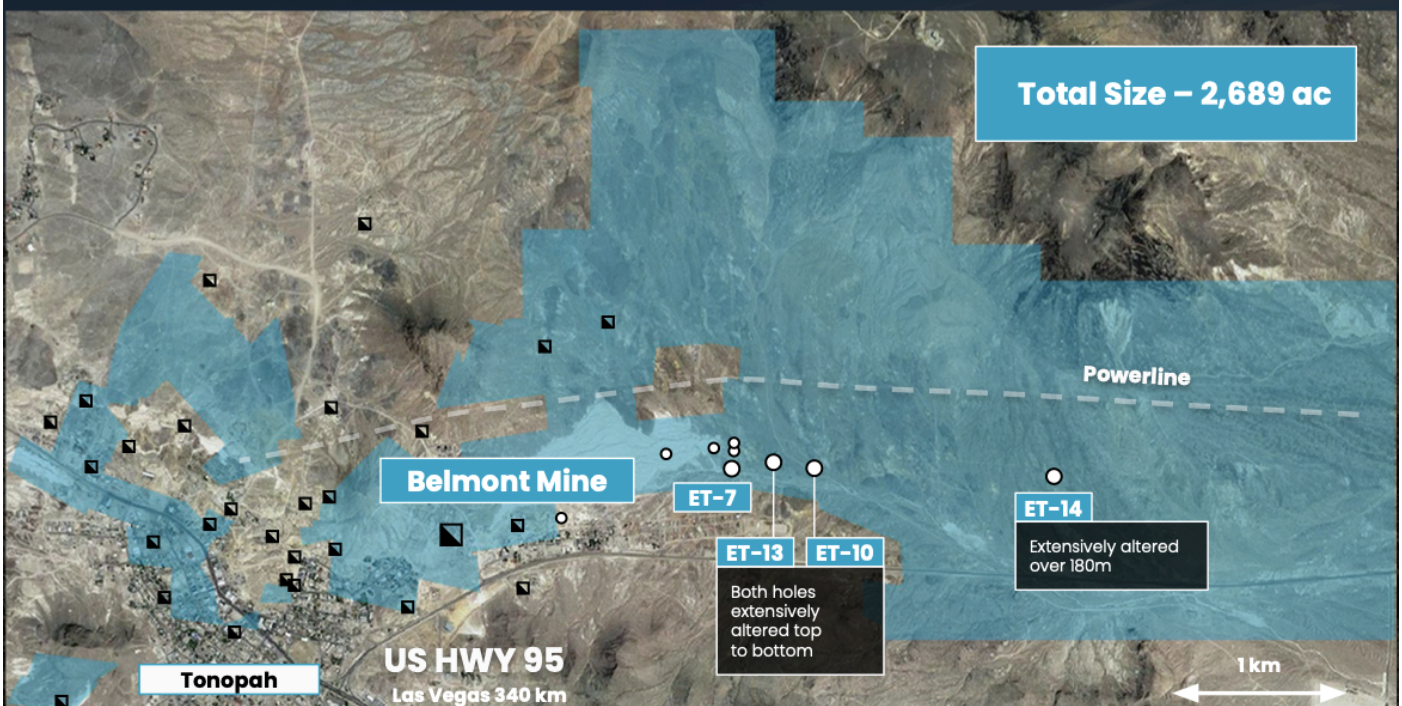 Total Size – 2,689 ac
Powerline
Belmont Mine
ET-7
ET-14
Extensively altered
over 180m
ET-13
ET-10
Both holes
extensively
altered top
to bottom
US HWY 95
Las Vegas 340 km
Tonopah
1 km